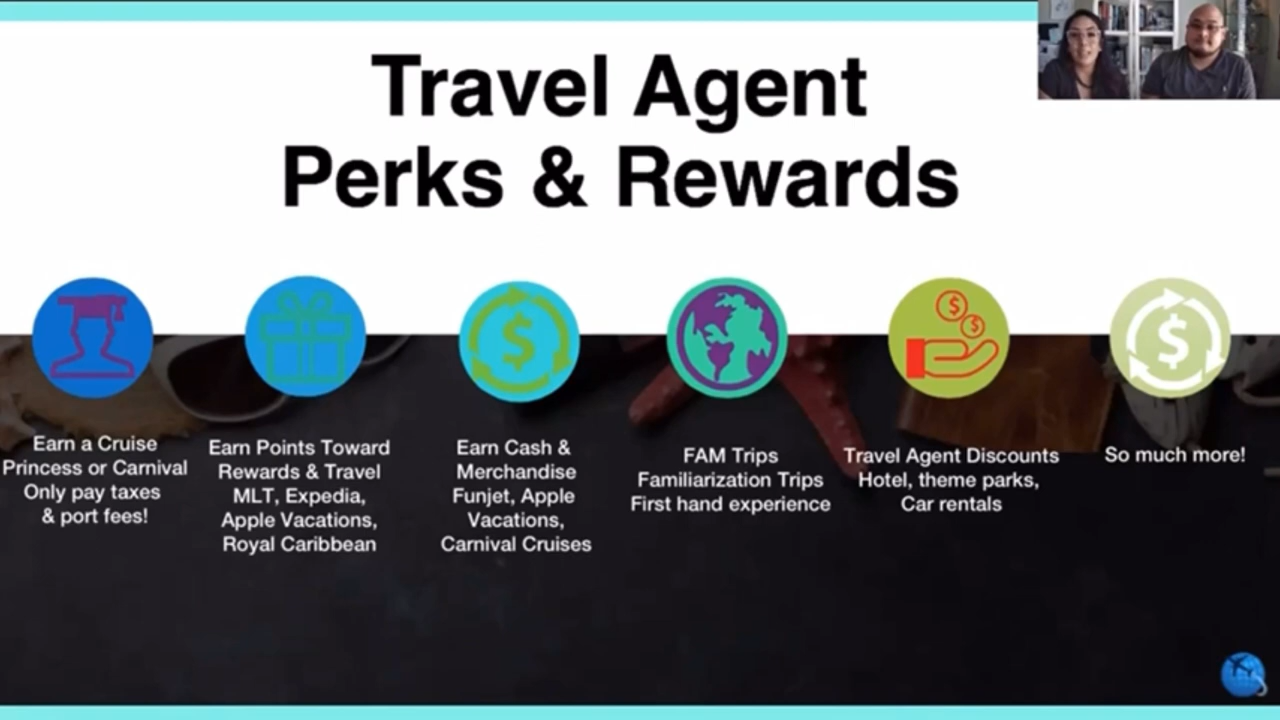 Travel Agent
Perks & Rewards
Earn a Cruise
Princess or Carnival
Only pay taxes
& port fees!
Earn Points Toward
Rewards & Travel
MLT, Expedia,
Apple Vacations,
Royal Caribbean
Earn Cash &
Merchandise
Funjet, Apple
Vacations,
Carnival Cruises
FAM Trips
Familiarization Trips
First hand experience
Travel Agent Discounts
Hotel, theme parks,
Car rentals
So much more!